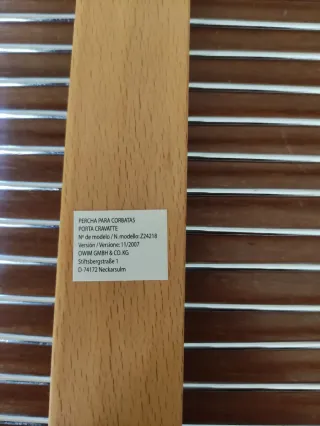 PERCHA PARA CORBATAS
PORTA CRAVATTE
Nº de modelo / N. modello: Z24218
Versión / Versione: 11/2007
OWIM GMBH & CO. KG
Stiftsbergstraße 1
D-74172 Neckarsulm